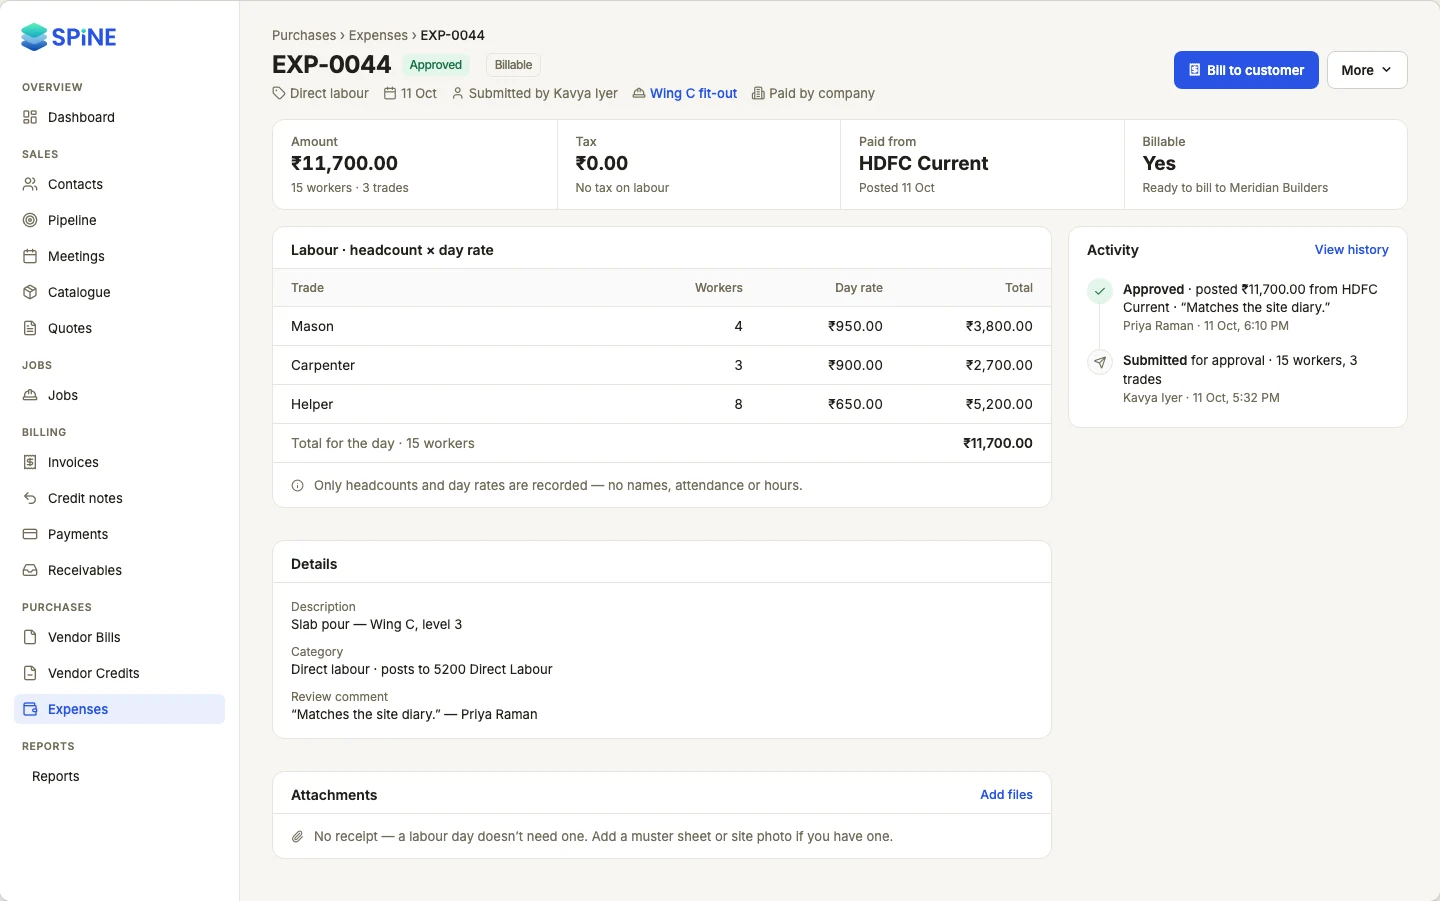 SPiNE
OVERVIEW
Dashboard
SALES
Contacts
Pipeline
Meetings
Catalogue
Quotes
JOBS
Jobs
BILLING
Invoices
Credit notes
Payments
Receivables
PURCHASES
Vendor Bills
Vendor Credits
Expenses
REPORTS
Reports
Purchases › Expenses › EXP-0044
EXP-0044 Approved Billable
Direct labour 11 Oct Submitted by Kavya Iyer Wing C fit-out Paid by company
Bill to customer More
Amount
₹11,700.00
15 workers · 3 trades
Tax
₹0.00
No tax on labour
Paid from
HDFC Current
Posted 11 Oct
Billable
Yes
Ready to bill to Meridian Builders
Labour · headcount × day rate
Trade Workers Day rate Total
Mason 4 ₹950.00 ₹3,800.00
Carpenter 3 ₹900.00 ₹2,700.00
Helper 8 ₹650.00 ₹5,200.00
Total for the day · 15 workers ₹11,700.00
Only headcounts and day rates are recorded — no names, attendance or hours.
Activity View history
Approved · posted ₹11,700.00 from HDFC
Current · “Matches the site diary.”
Priya Raman · 11 Oct, 6:10 PM
Submitted for approval · 15 workers, 3
trades
Kavya Iyer · 11 Oct, 5:32 PM
Details
Description
Slab pour — Wing C, level 3
Category
Direct labour · posts to 5200 Direct Labour
Review comment
“Matches the site diary.” — Priya Raman
Attachments Add files
No receipt — a labour day doesn’t need one. Add a muster sheet or site photo if you have one.